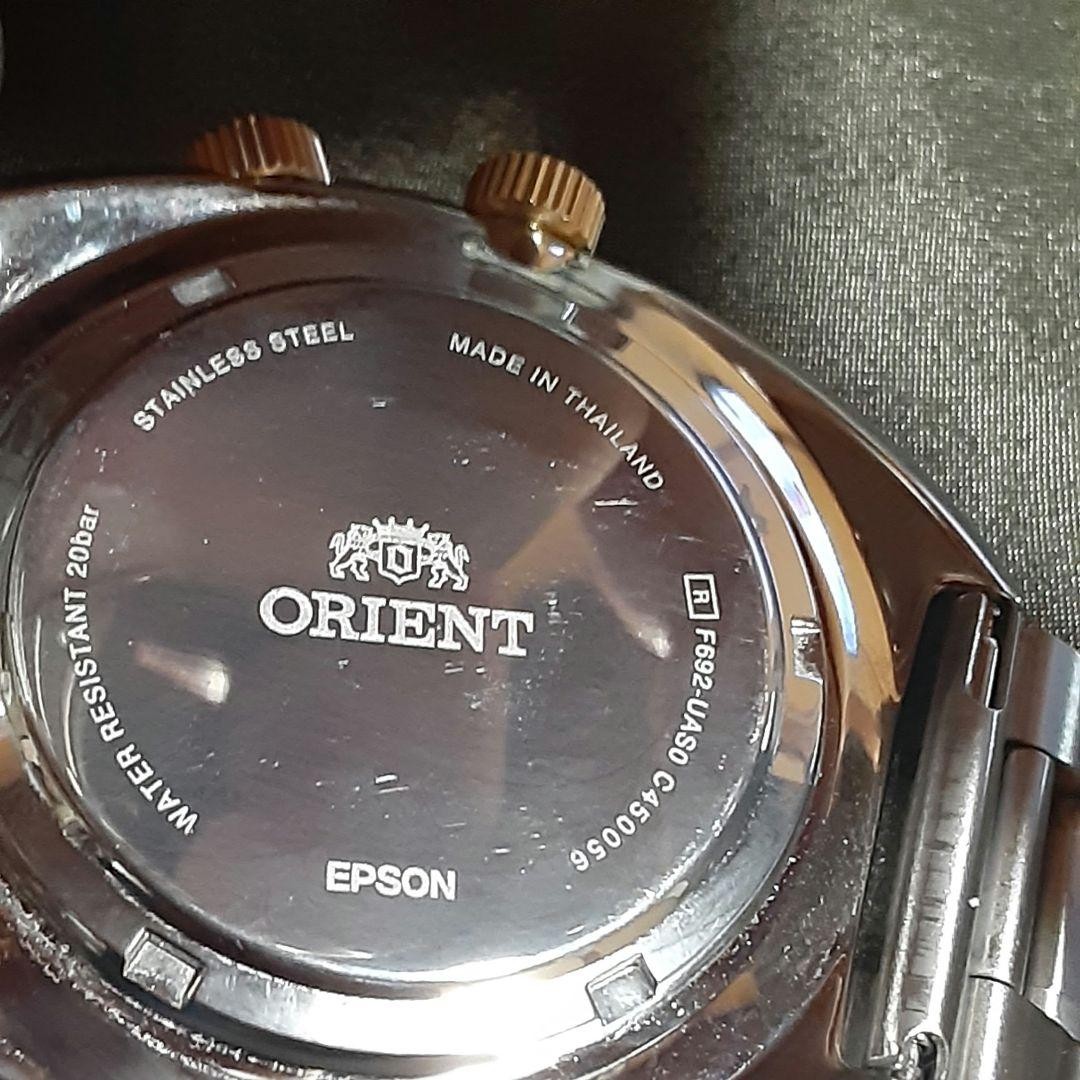 STAINLESS STEEL
MADE IN THAILAND
WATER RESISTANT 20bar
ORIENT
R F692-UAS0 C450056
EPSON